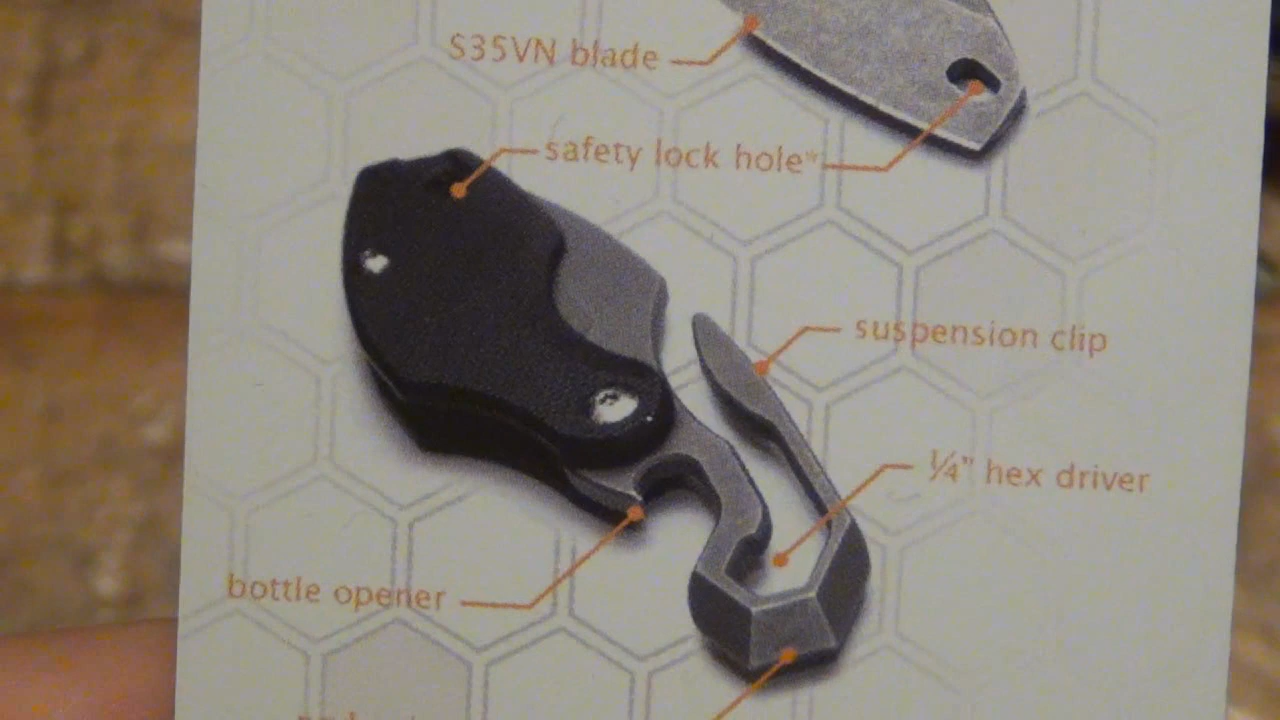 S35VN blade
safety lock hole*
suspension clip
¼" hex driver
bottle opener